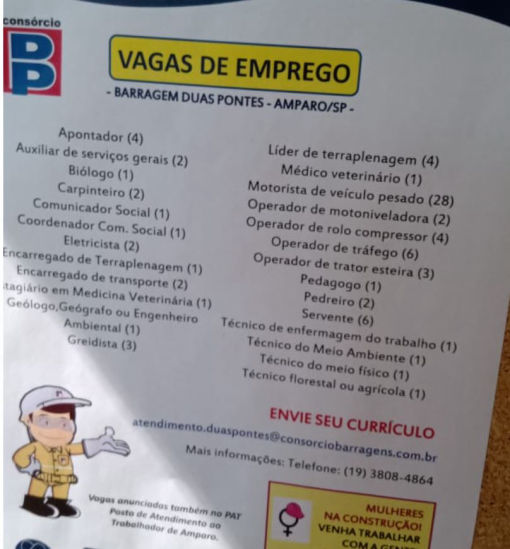 consórcio
BP
VAGAS DE EMPREGO
- BARRAGEM DUAS PONTES - AMPARO/SP -
Apontador (4)
Auxiliar de serviços gerais (2)
Biólogo (1)
Carpinteiro (2)
Comunicador Social (1)
Coordenador Com. Social (1)
Eletricista (2)
Encarregado de Terraplenagem (1)
Encarregado de transporte (2)
tagiário em Medicina Veterinária (1)
Geólogo,Geógrafo ou Engenheiro
Ambiental (1)
Greidista (3)
Líder de terraplenagem (4)
Médico veterinário (1)
Motorista de veículo pesado (28)
Operador de motoniveladora (2)
Operador de rolo compressor (4)
Operador de tráfego (6)
Operador de trator esteira (3)
Pedagogo (1)
Pedreiro (2)
Servente (6)
Técnico de enfermagem do trabalho (1)
Técnico do Meio Ambiente (1)
Técnico do meio físico (1)
Técnico florestal ou agrícola (1)
ENVIE SEU CURRÍCULO
atendimento.duaspontes@consorciobarragens.com.br
Mais informações: Telefone: (19) 3808-4864
Vagas anunciadas também no PAT
Posto de Atendimento ao
Trabalhador de Amparo.
MULHERES
NA CONSTRUÇÃO!
VENHA TRABALHAR
COM A GENTE